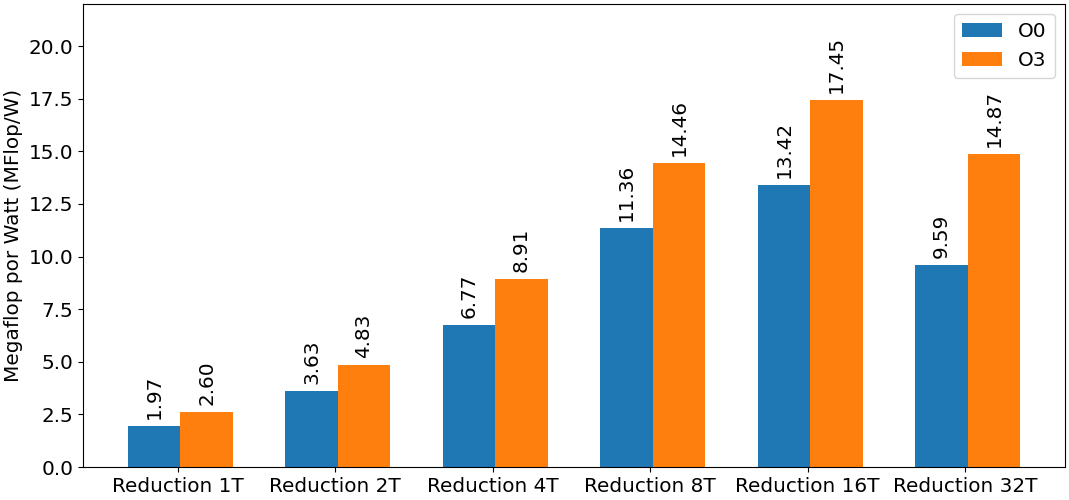 Megaflop por Watt (MFlop/W)
20.0
17.5
15.0
12.5
10.0
7.5
5.0
2.5
0.0
O0
O3
1.97
2.60
3.63
4.83
6.77
8.91
11.36
14.46
13.42
17.45
9.59
14.87
Reduction 1T
Reduction 2T
Reduction 4T
Reduction 8T
Reduction 16T
Reduction 32T